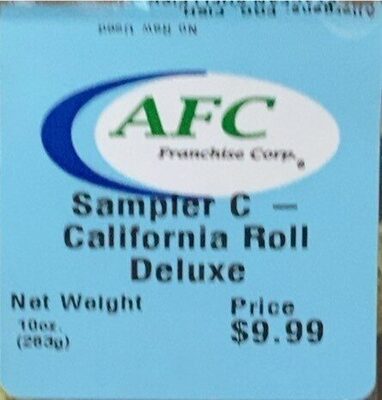 No Raw Used
AFC
Franchise Corp.®
Sampler C –
California Roll
Deluxe
Net Weight
Price
10oz.
(283g)
$9.99